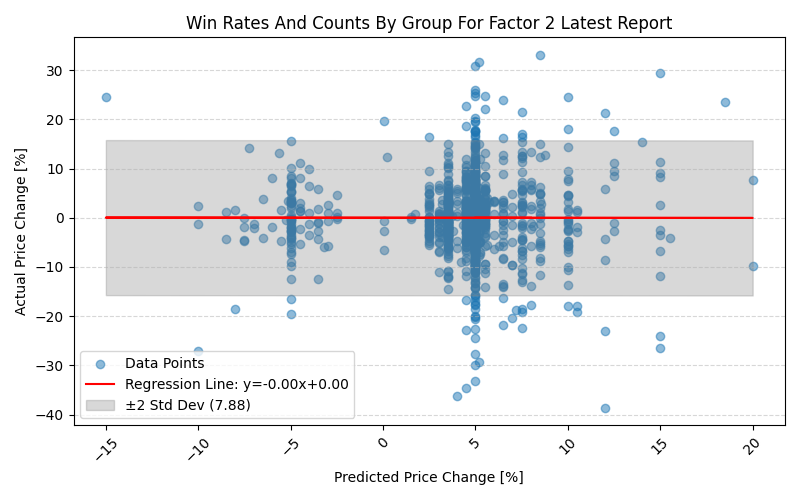 Win Rates And Counts By Group For Factor 2 Latest Report
Actual Price Change [%]
30
20
10
0
−10
−20
−30
−40
Data Points
Regression Line: y=-0.00x+0.00
±2 Std Dev (7.88)
−15
−10
−5
0
5
10
15
20
Predicted Price Change [%]